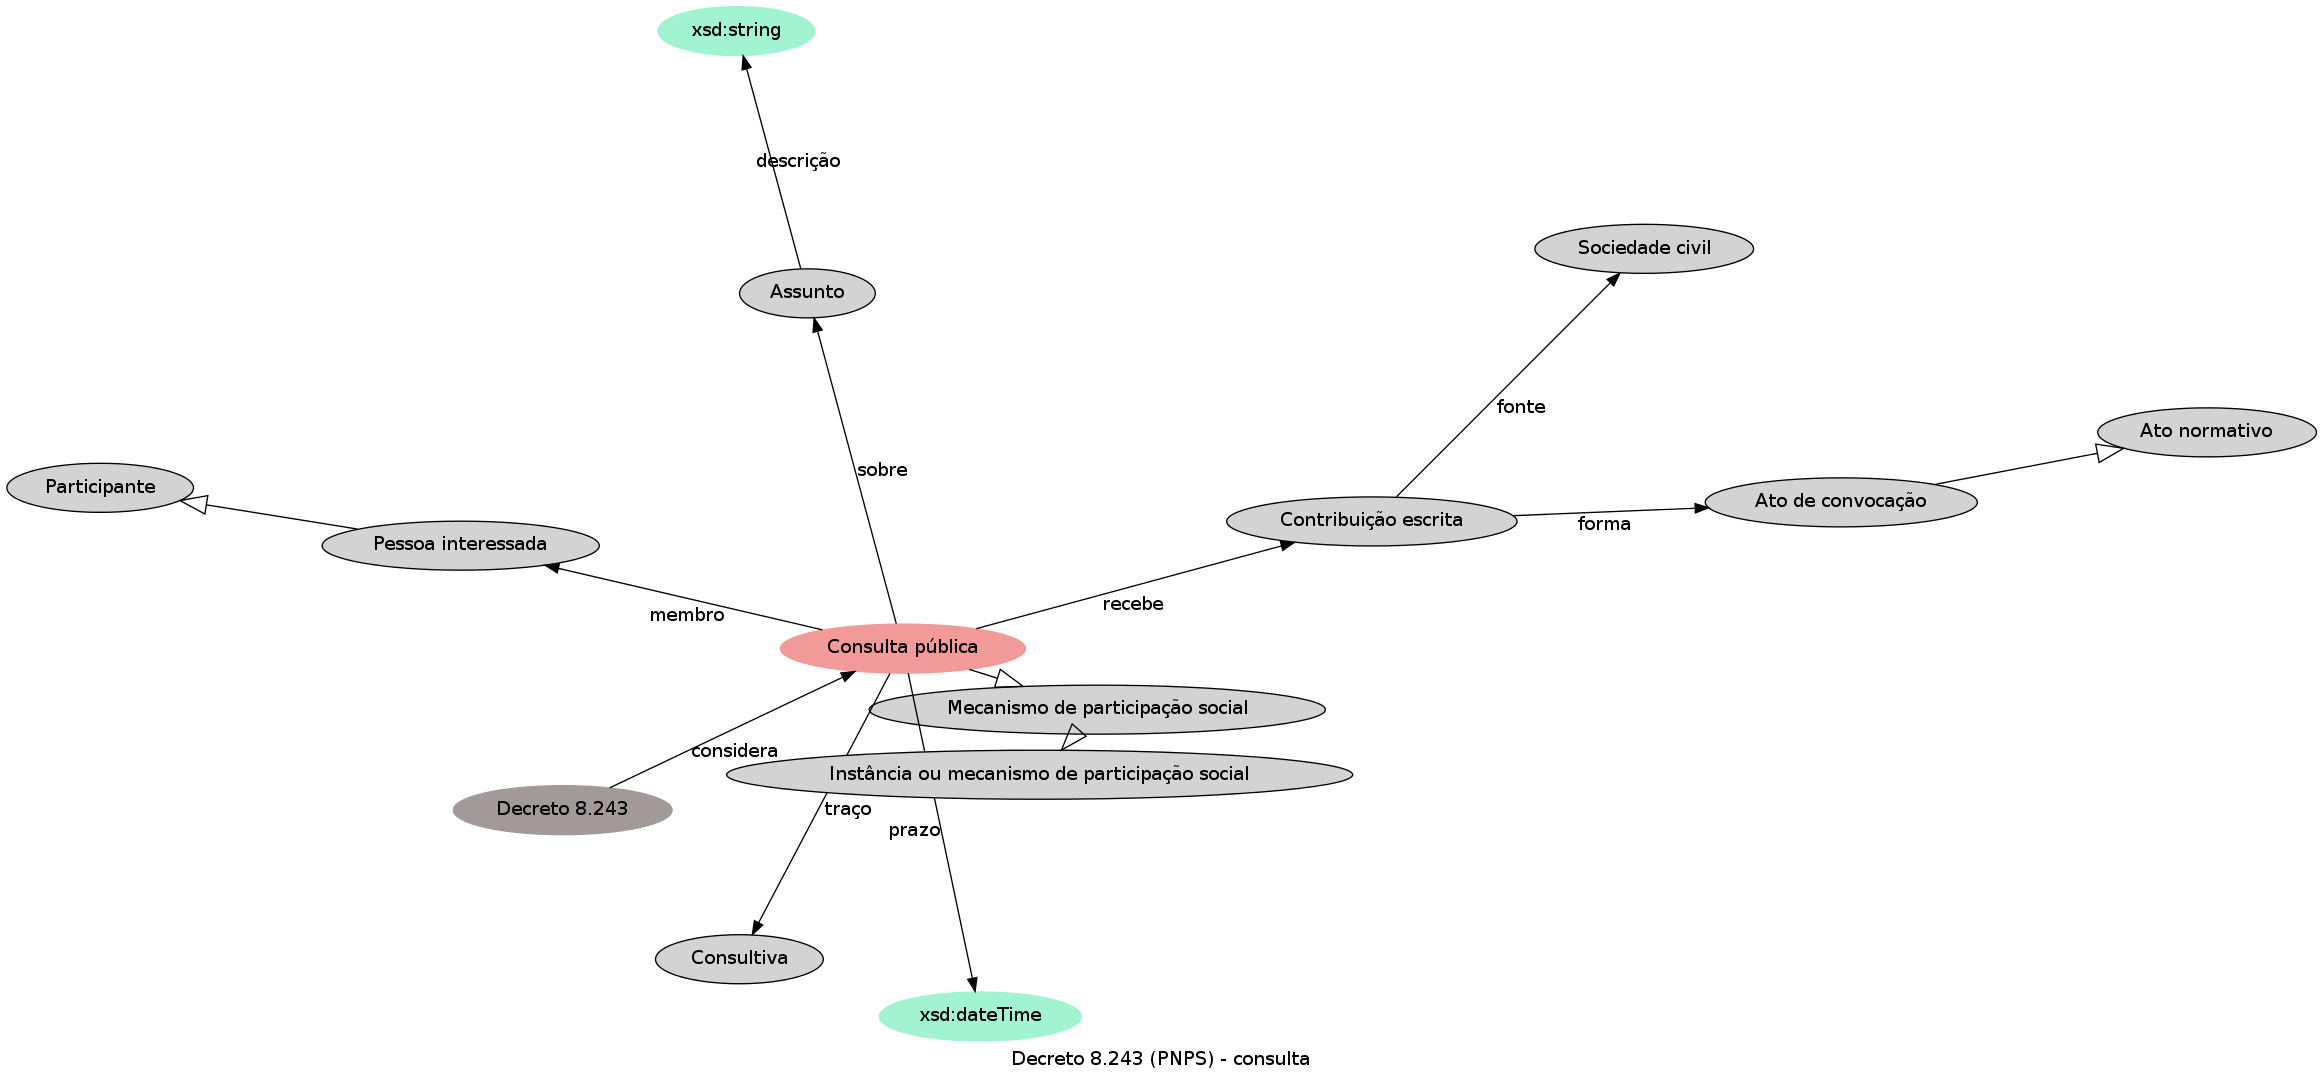 xsd:string
descrição
Sociedade civil
Assunto
fonte
Ato normativo
sobre
Participante
Ato de convocação
Contribuição escrita
forma
Pessoa interessada
recebe
membro
Consulta pública
Mecanismo de participação social
considera
Instância ou mecanismo de participação social
Decreto 8.243
traço
prazo
Consultiva
xsd:dateTime
Decreto 8.243 (PNPS) - consulta